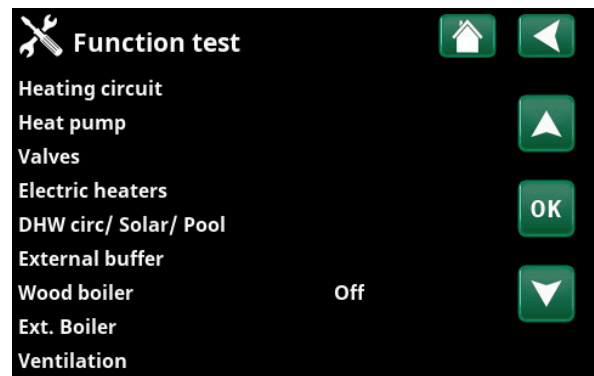 Function test
Heating circuit
Heat pump
Valves
Electric heaters
DHW circ/ Solar/ Pool
OK
External buffer
Wood boiler Off
Ext. Boiler
Ventilation